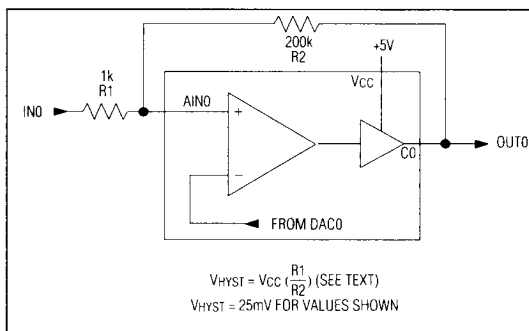 200k
R2
+5V
VCC
1k
R1
IN0
AIN0
+
−
C0
OUT0
FROM DAC0
VHYST = VCC (R1/R2) (SEE TEXT)
VHYST = 25mV FOR VALUES SHOWN